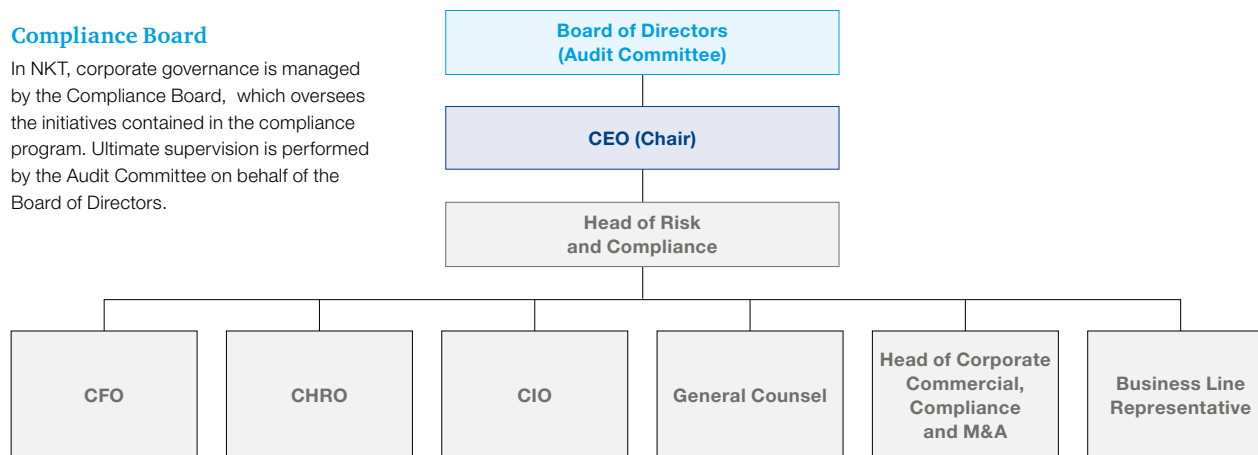 Compliance Board
In NKT, corporate governance is managed
by the Compliance Board, which oversees
the initiatives contained in the compliance
program. Ultimate supervision is performed
by the Audit Committee on behalf of the
Board of Directors.
Board of Directors
(Audit Committee)
CEO (Chair)
Head of Risk
and Compliance
CFO
CHRO
CIO
General Counsel
Head of Corporate
Commercial,
Compliance
and M&A
Business Line
Representative